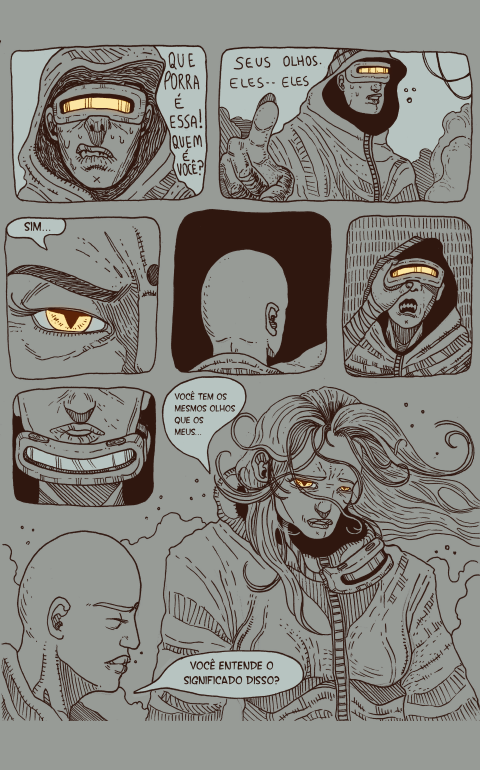 QUE
PORRA
É
ESSA!
QUEM
É
VOCÊ?
SEUS OLHOS.
ELES-- ELES
SIM...
VOCÊ TEM OS
MESMOS OLHOS
QUE OS
MEUS...
VOCÊ ENTENDE O
SIGNIFICADO DISSO?